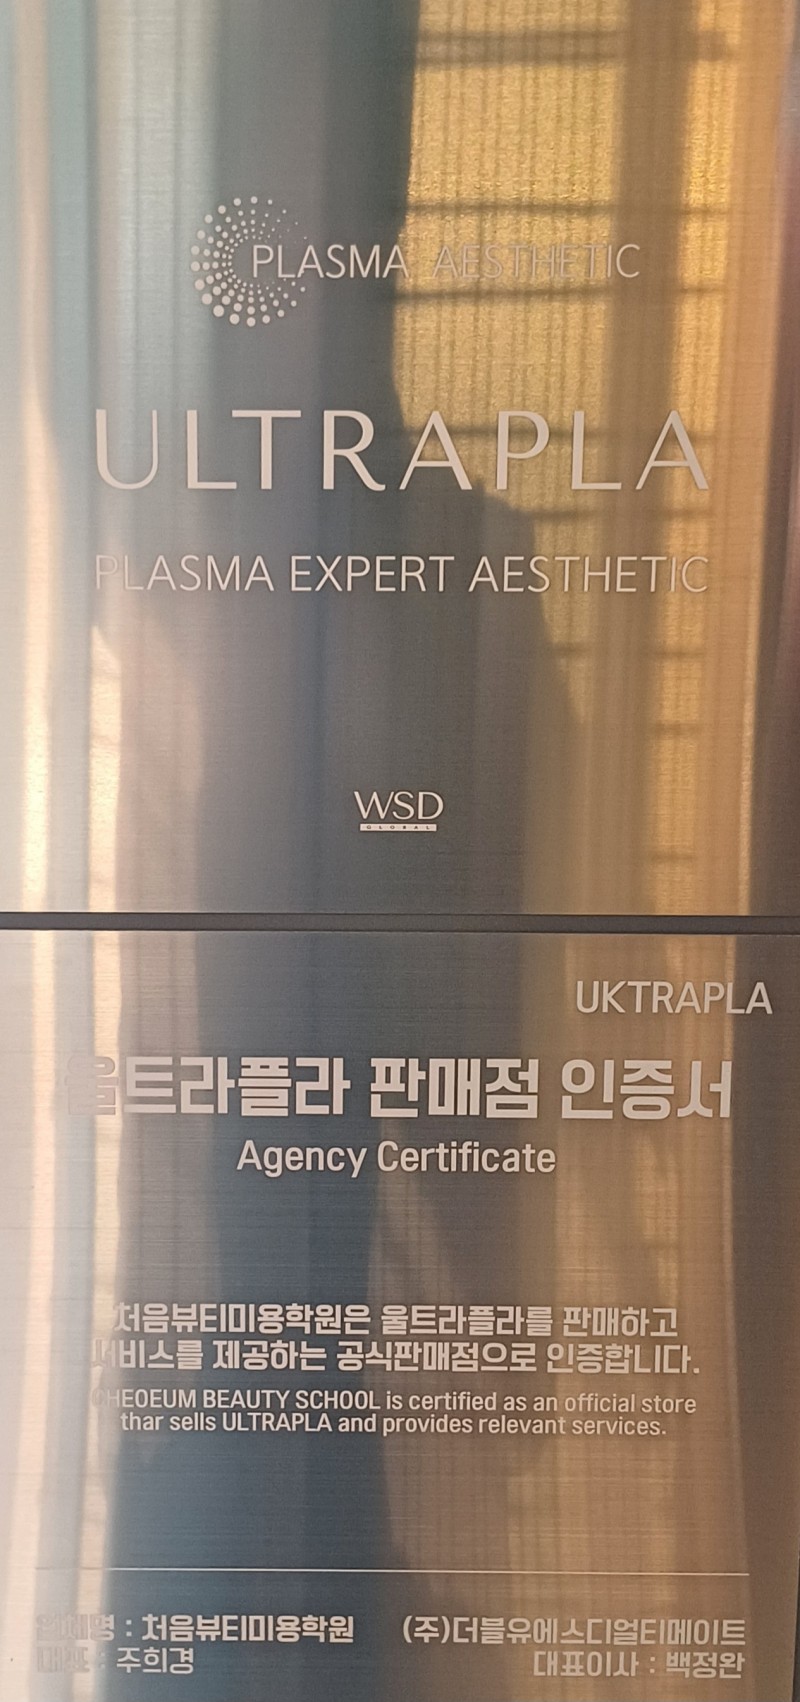 PLASMA AESTHETIC
ULTRAPLA
PLASMA EXPERT AESTHETIC
WSD
GLOBAL
UKTRAPLA
울트라플라 판매점 인증서
Agency Certificate
처음뷰티미용학원은 울트라플라를 판매하고
서비스를 제공하는 공식판매점으로 인증합니다.
CHEOEUM BEAUTY SCHOOL is certified as an official store
thar sells ULTRAPLA and provides relevant services.
업체명 : 처음뷰티미용학원 (주)더블유에스디얼티메이트
대표 : 주희경 대표이사 : 백정완